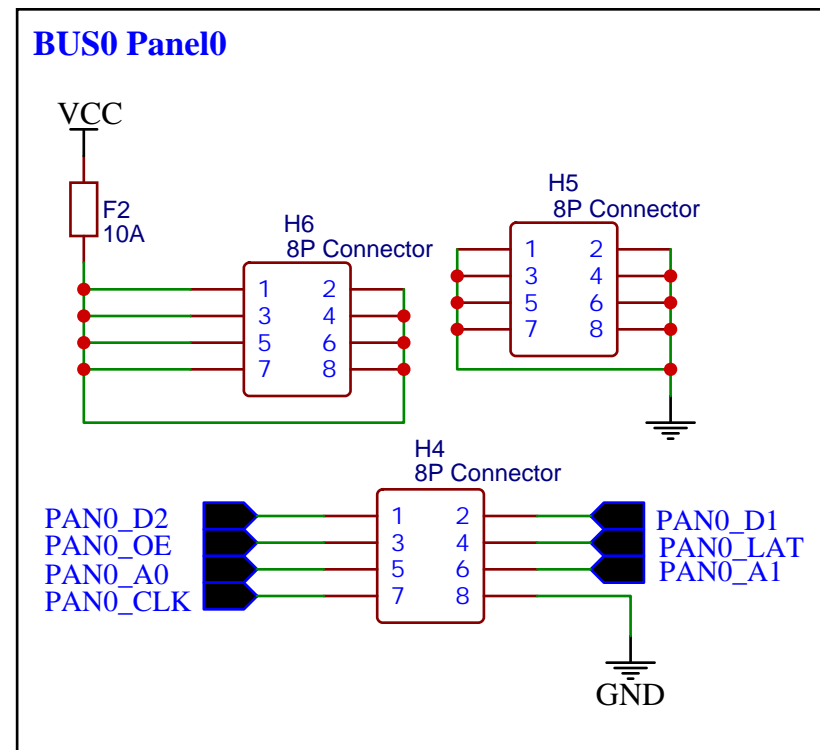 BUS0 Panel0
VCC
F2
10A
H6
8P Connector
1 2
3 4
5 6
7 8
H5
8P Connector
1 2
3 4
5 6
7 8
H4
8P Connector
PAN0_D2 1 2 PAN0_D1
PAN0_OE 3 4 PAN0_LAT
PAN0_A0 5 6 PAN0_A1
PAN0_CLK 7 8
GND